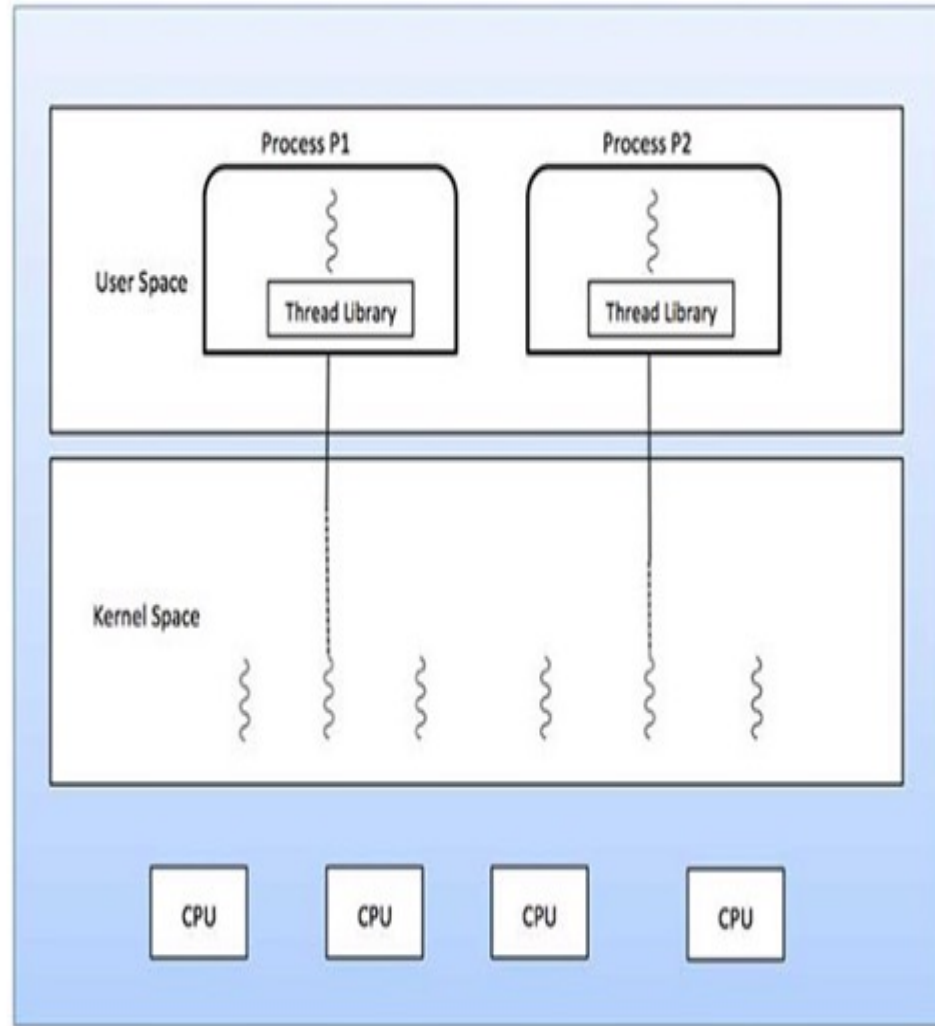 Process P1
Process P2
User Space
Thread Library
Thread Library
Kernel Space
CPU
CPU
CPU
CPU